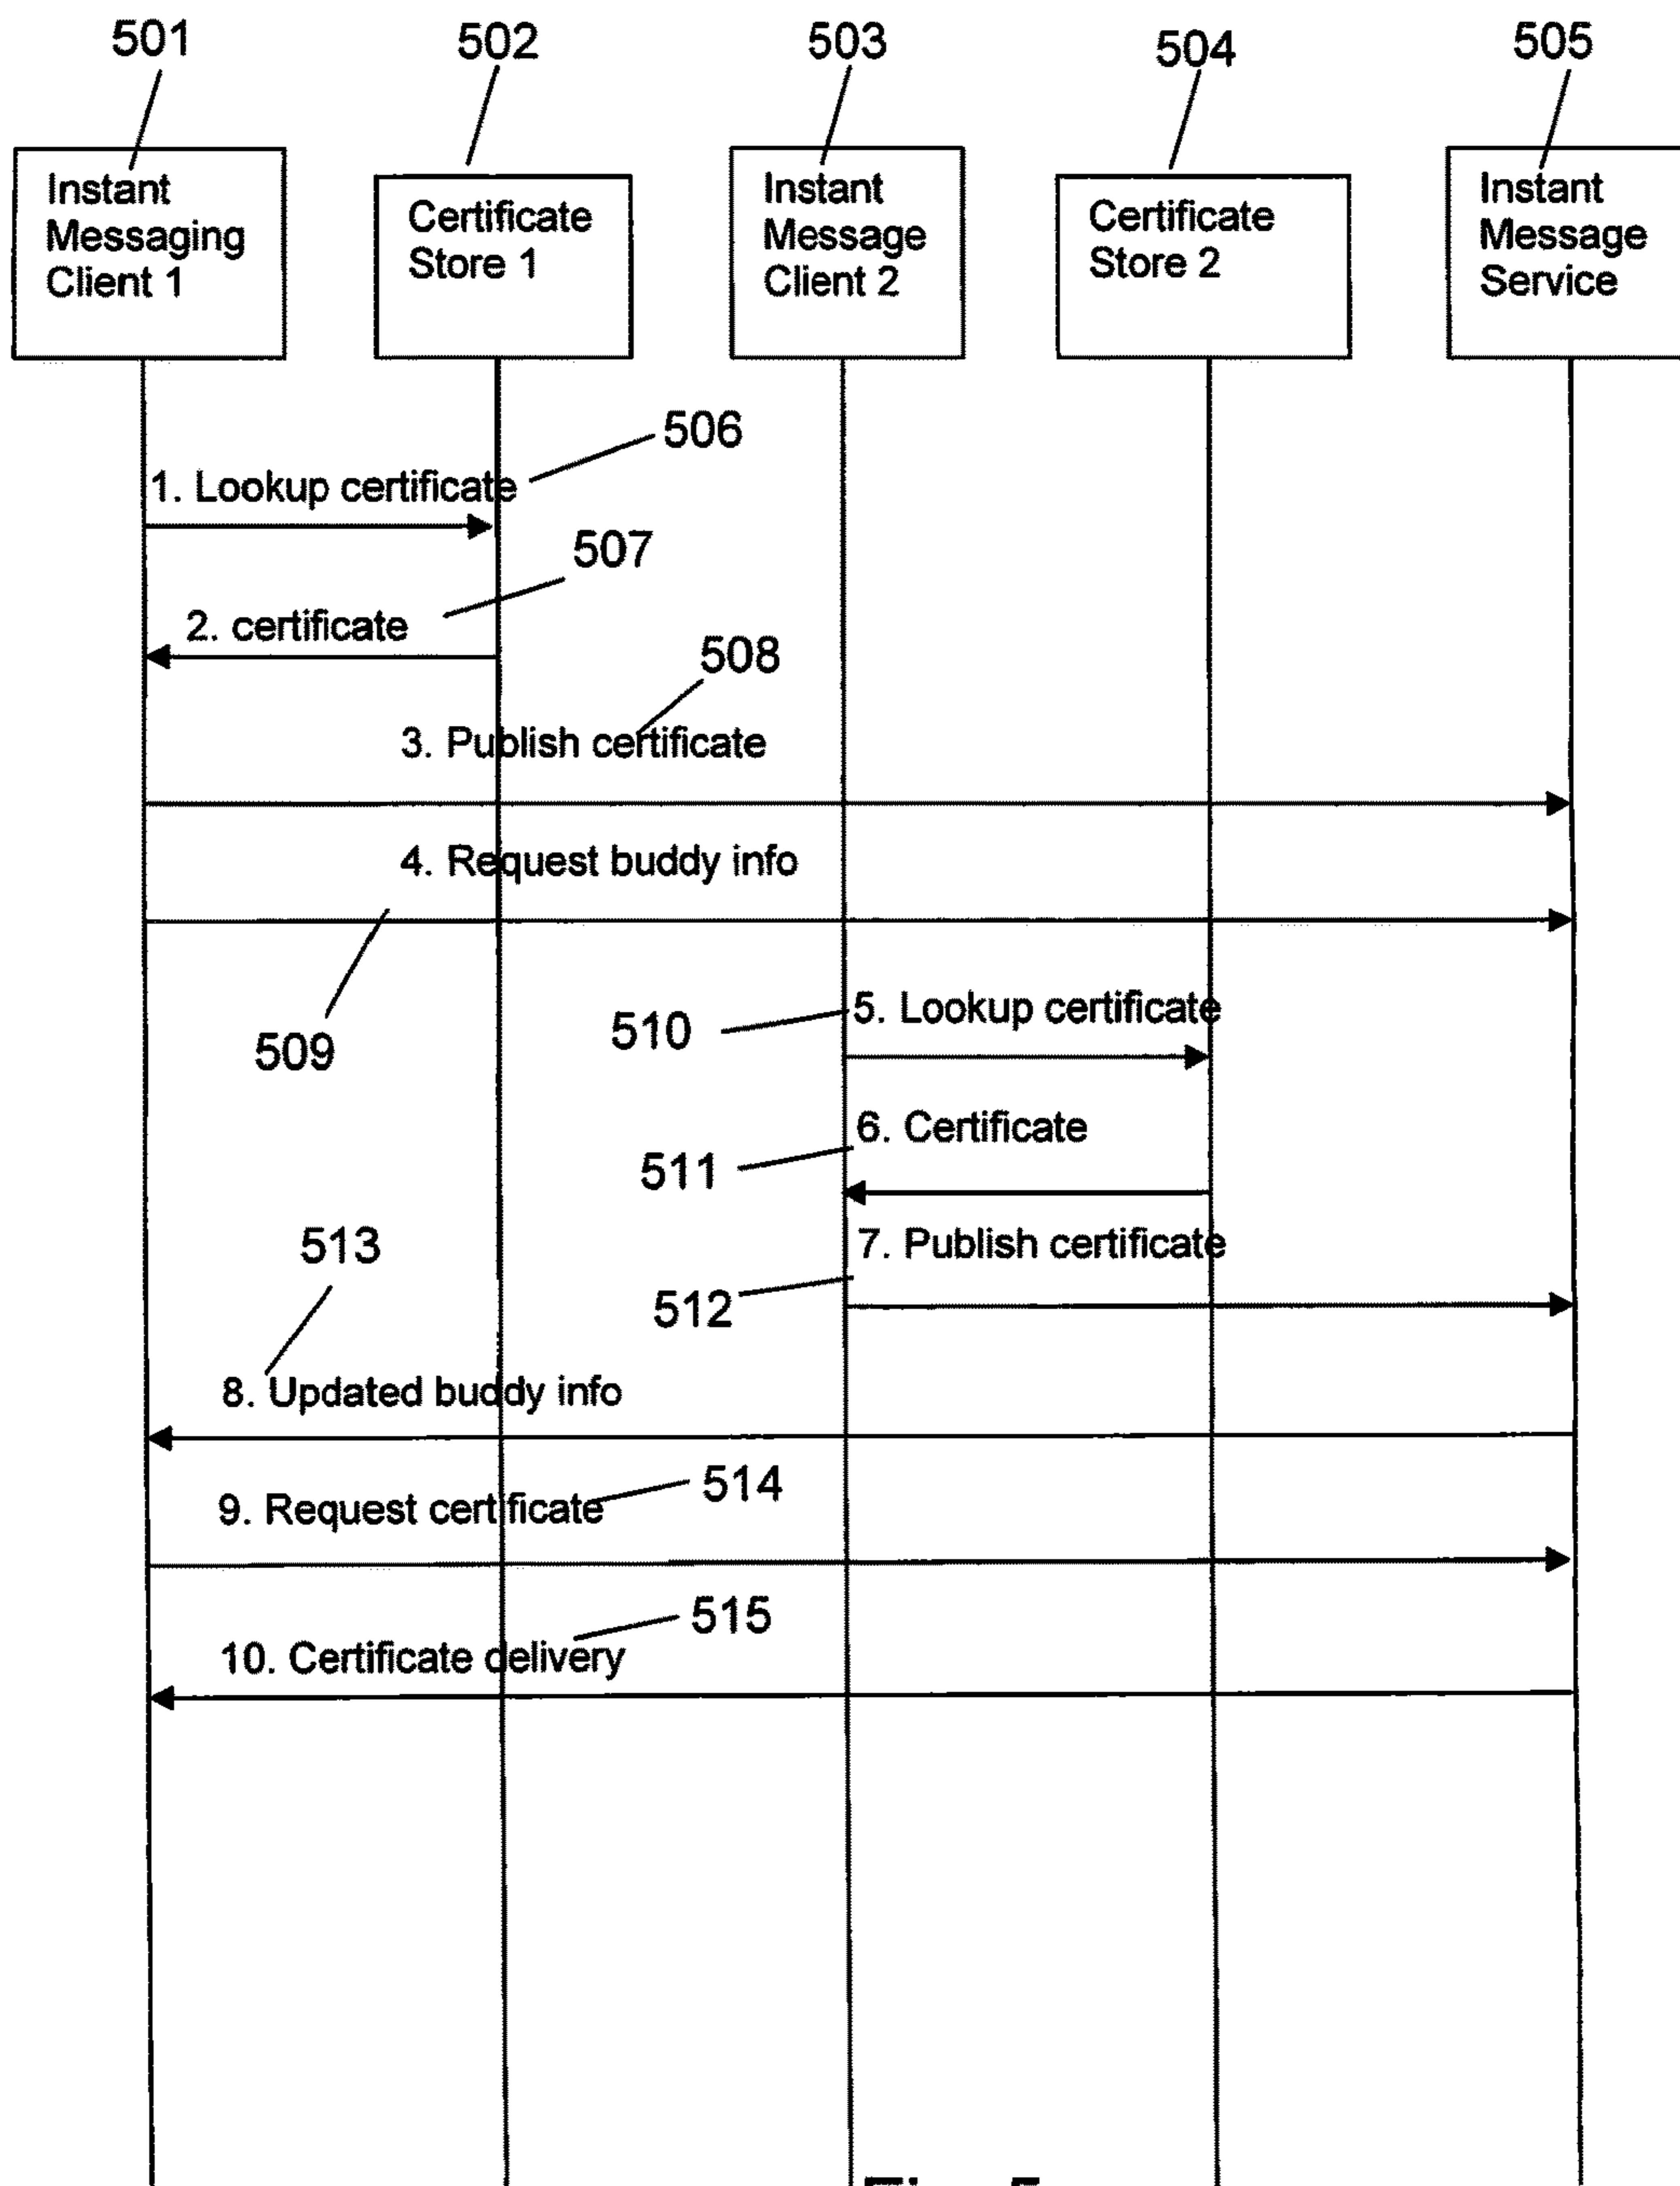 501
502
503
504
505
Instant
Messaging
Client 1
Certificate
Store 1
Instant
Message
Client 2
Certificate
Store 2
Instant
Message
Service
506
1. Lookup certificate
507
2. certificate
508
3. Publish certificate
4. Request buddy info
509
510
5. Lookup certificate
6. Certificate
511
513
7. Publish certificate
512
8. Updated buddy info
514
9. Request certificate
515
10. Certificate delivery